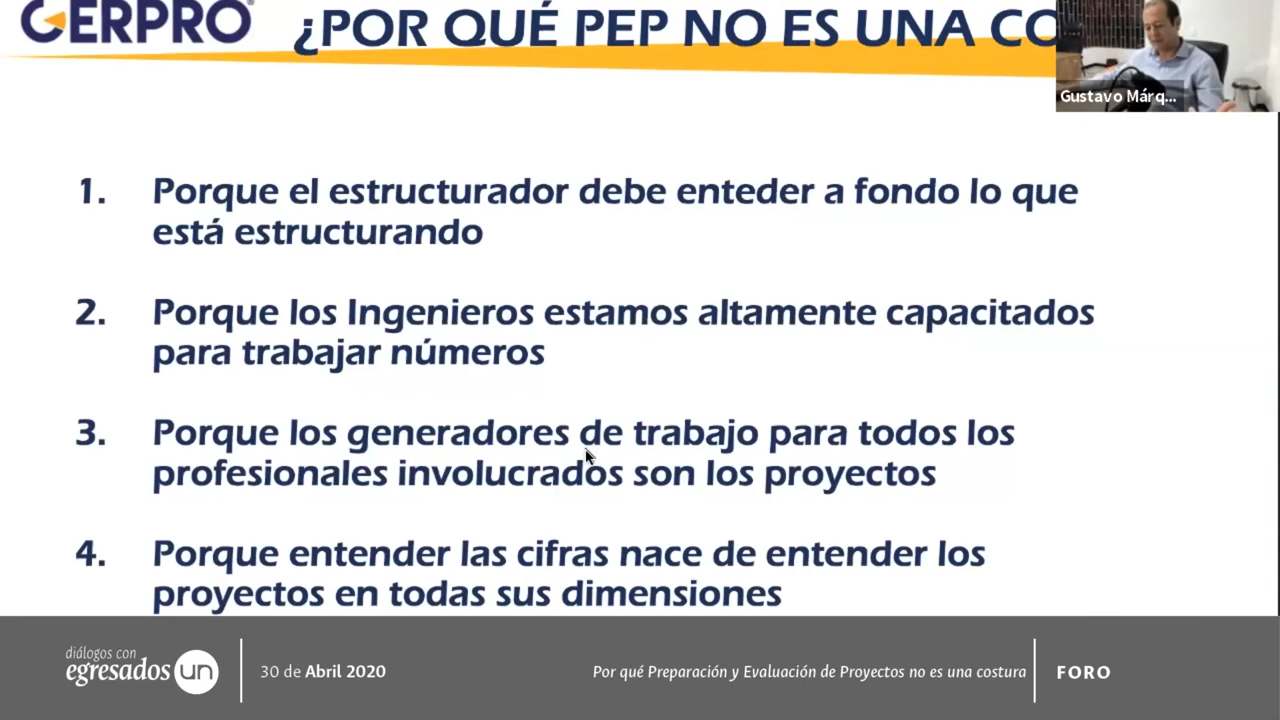 GERPRO®
¿POR QUÉ PEP NO ES UNA CO
Gustavo Márq...
1. Porque el estructurador debe enteder a fondo lo que
está estructurando
2. Porque los Ingenieros estamos altamente capacitados
para trabajar números
3. Porque los generadores de trabajo para todos los
profesionales involucrados son los proyectos
4. Porque entender las cifras nace de entender los
proyectos en todas sus dimensiones
diálogos con
egresados un
30 de Abril 2020
Por qué Preparación y Evaluación de Proyectos no es una costura
FORO